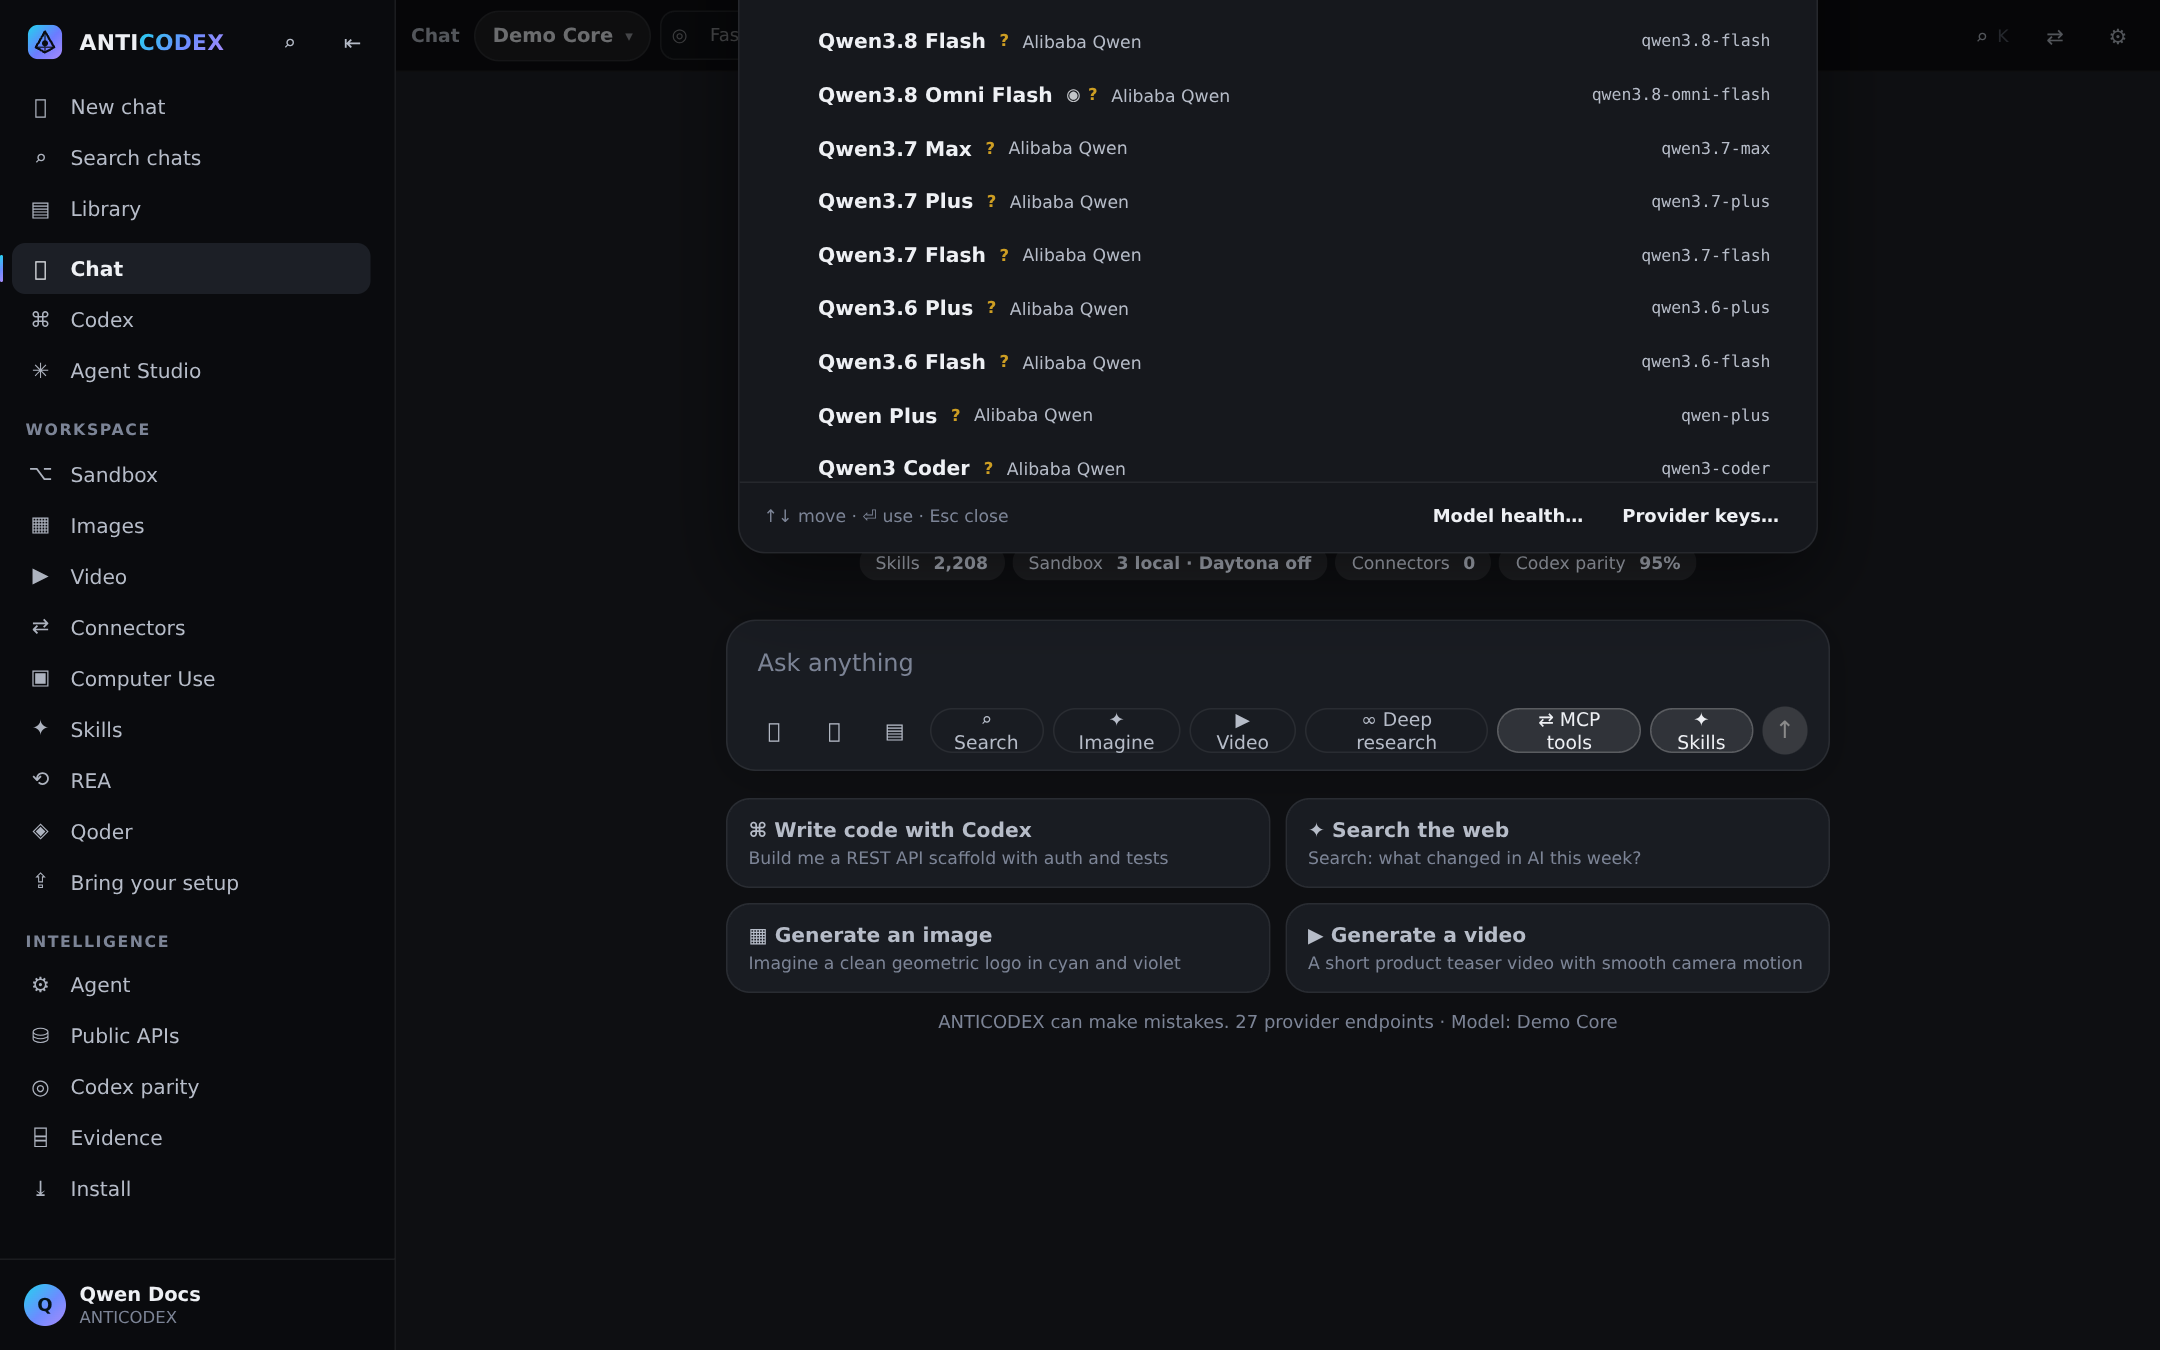 ANTICODEX
New chat
Search chats
Library
Chat
Codex
Agent Studio
WORKSPACE
Sandbox
Images
Video
Connectors
Computer Use
Skills
REA
Qoder
Bring your setup
INTELLIGENCE
Agent
Public APIs
Codex parity
Evidence
Install
Q
Qwen Docs
ANTICODEX
Chat
Demo Core ▾
Fas
K
Qwen3.8 Flash ? Alibaba Qwen qwen3.8-flash
Qwen3.8 Omni Flash ◉ ? Alibaba Qwen qwen3.8-omni-flash
Qwen3.7 Max ? Alibaba Qwen qwen3.7-max
Qwen3.7 Plus ? Alibaba Qwen qwen3.7-plus
Qwen3.7 Flash ? Alibaba Qwen qwen3.7-flash
Qwen3.6 Plus ? Alibaba Qwen qwen3.6-plus
Qwen3.6 Flash ? Alibaba Qwen qwen3.6-flash
Qwen Plus ? Alibaba Qwen qwen-plus
Qwen3 Coder ? Alibaba Qwen qwen3-coder
↑↓ move · ⏎ use · Esc close
Model health…
Provider keys…
Skills 2,208
Sandbox 3 local · Daytona off
Connectors 0
Codex parity 95%
Ask anything
⌕ Search
✦ Imagine
▶ Video
∞ Deep research
⇄ MCP tools
✦ Skills
↑
⌘ Write code with Codex
Build me a REST API scaffold with auth and tests
✦ Search the web
Search: what changed in AI this week?
▦ Generate an image
Imagine a clean geometric logo in cyan and violet
▶ Generate a video
A short product teaser video with smooth camera motion
ANTICODEX can make mistakes. 27 provider endpoints · Model: Demo Core